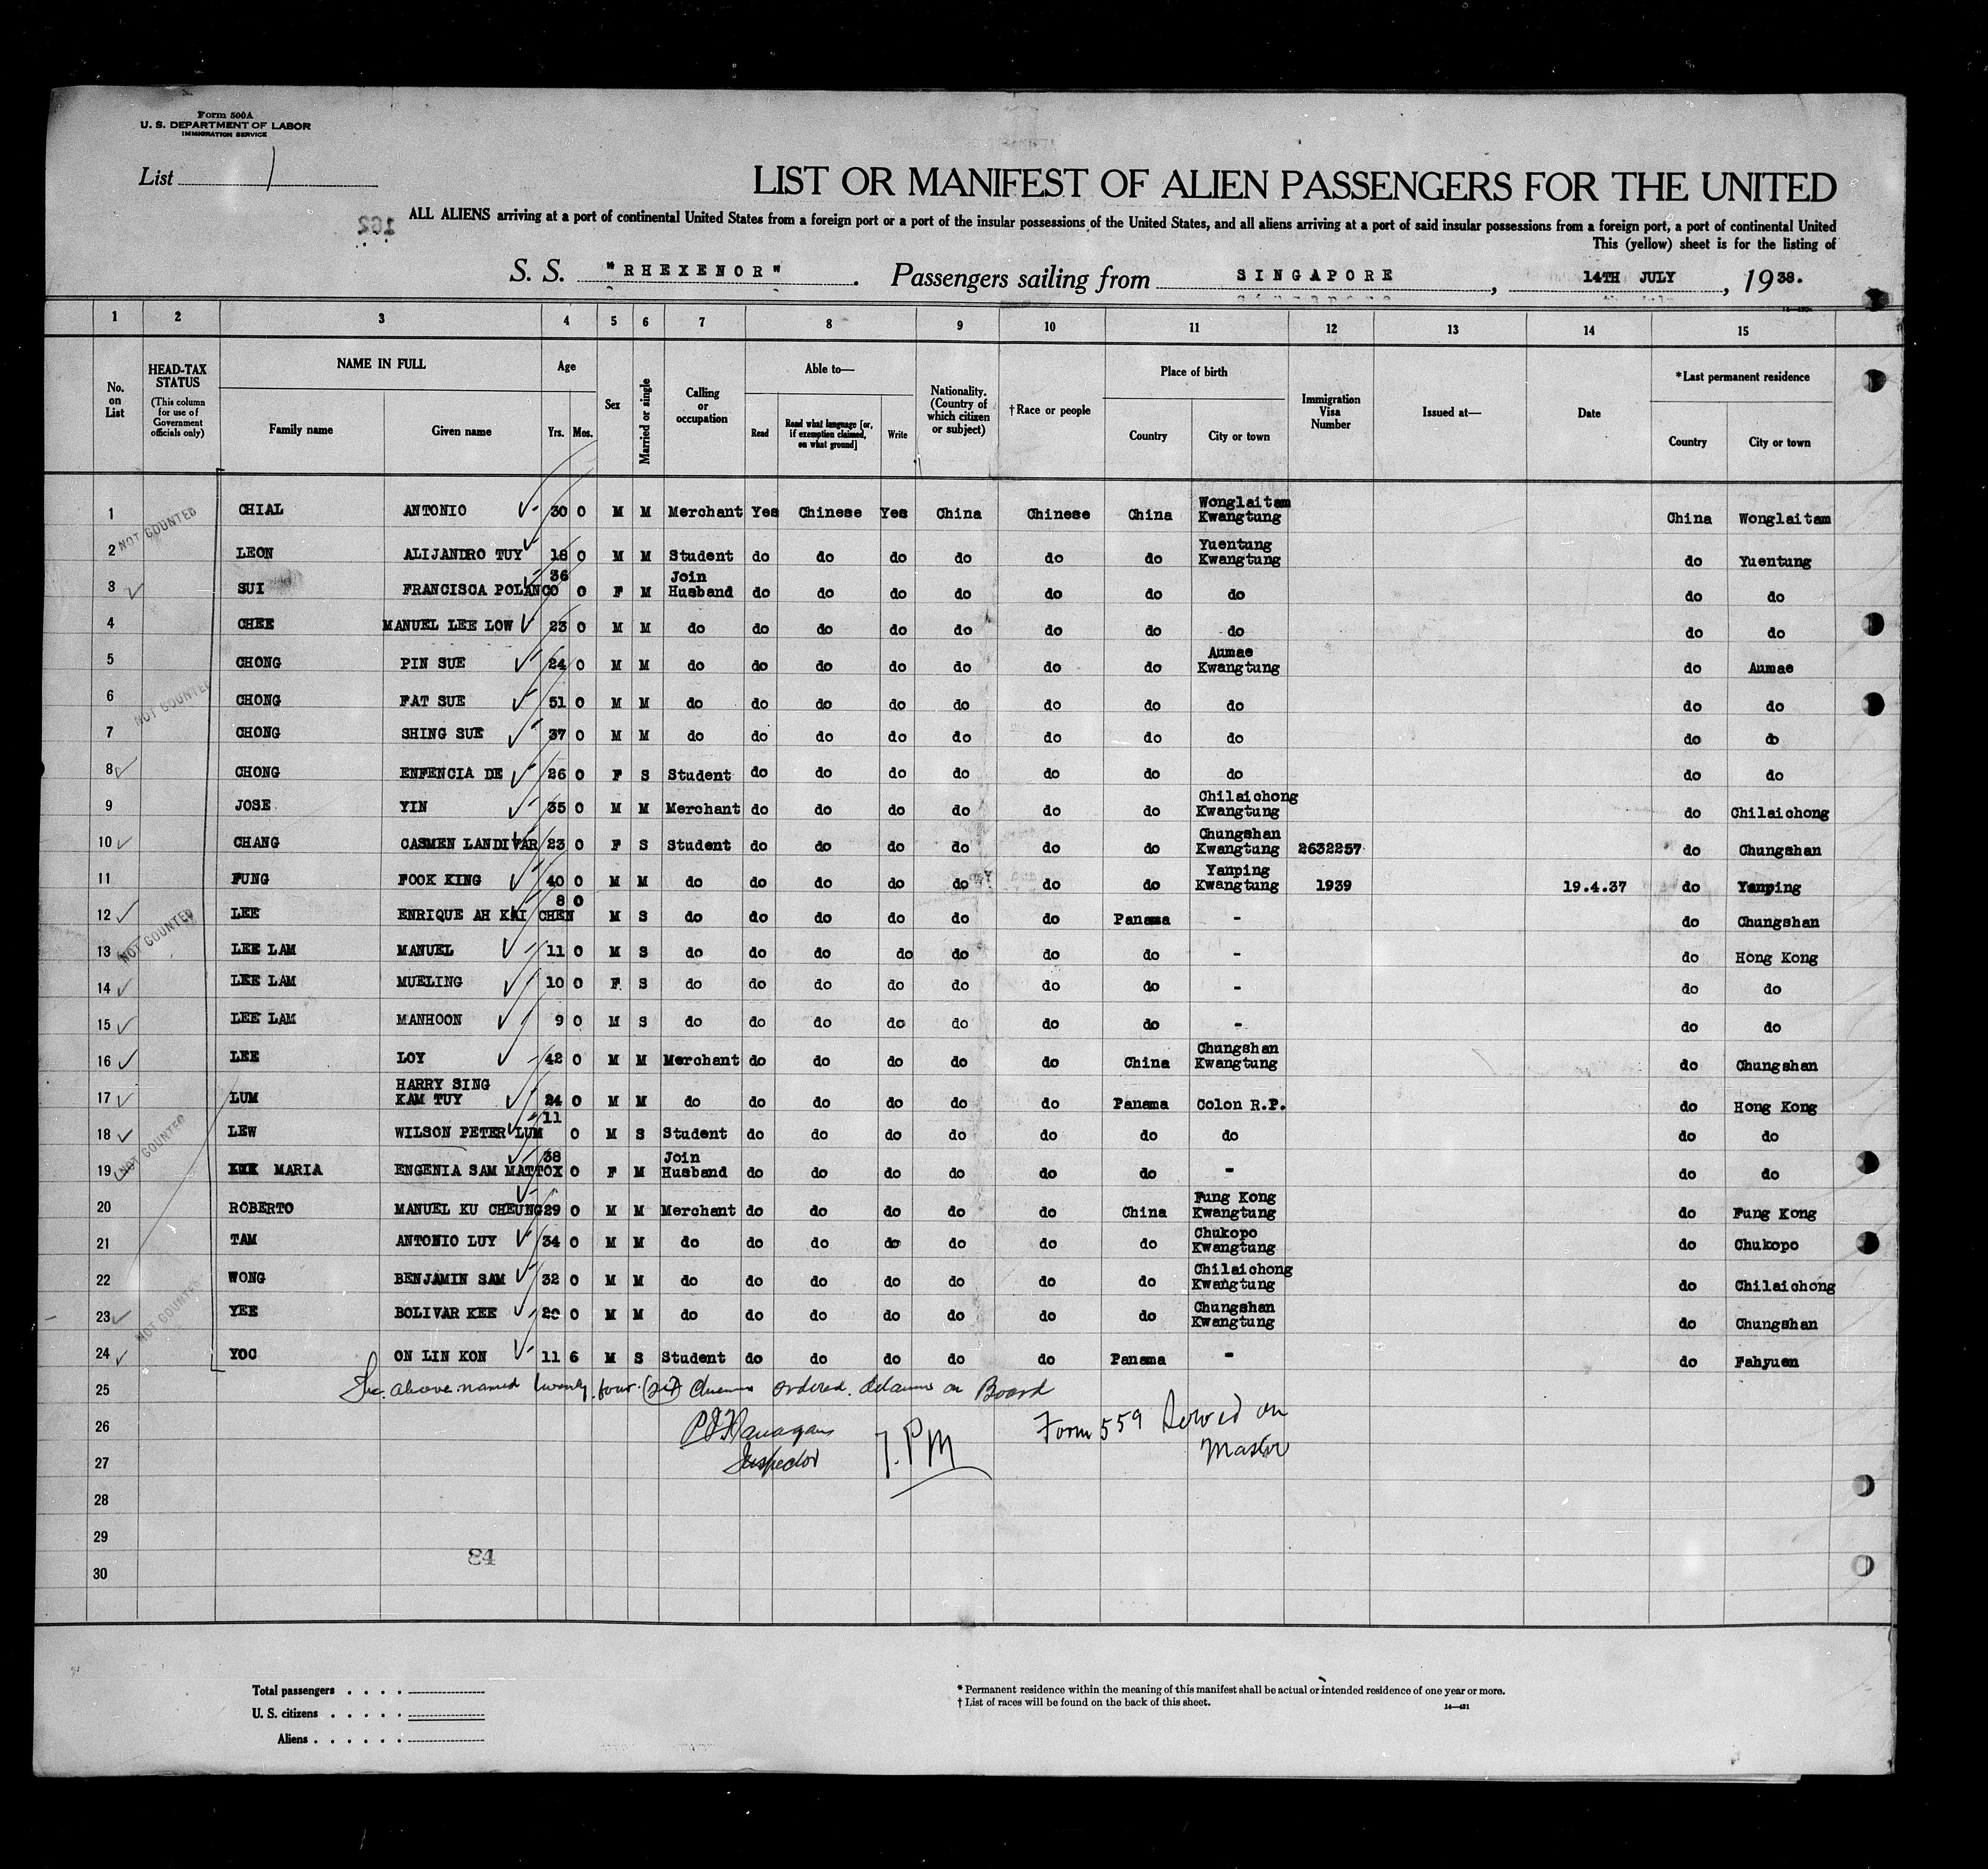 Form 500A
U. S. DEPARTMENT OF LABOR
IMMIGRATION SERVICE
List 1
LIST OR MANIFEST OF ALIEN PASSENGERS FOR THE UNITED
162
ALL ALIENS arriving at a port of continental United States from a foreign port or a port of the insular possessions of the United States, and all aliens arriving at a port of said insular possessions from a foreign port, a port of continental United
This (yellow) sheet is for the listing of
S. S. "RHEXENOR". Passengers sailing from SINGAPORE, 14TH JULY, 1938.
1 2 3 4 5 6 7 8 9 10 11 12 13 14 15
No. on List
HEAD-TAX STATUS (This column for use of Government officials only)
NAME IN FULL Family name Given name
Age Yrs. Mos.
Sex
Married or single
Calling or occupation
Able to— Read Read what language [or, if exemption claimed, on what ground] Write
Nationality. (Country of which citizen or subject)
†Race or people
Place of birth Country City or town
Immigration Visa Number
Issued at—
Date
*Last permanent residence Country City or town
1 CHIAL ANTONIO 30 0 M M Merchant Yes Chinese Yes China Chinese China Wonglaitam Kwangtung China Wonglaitam
NOT COUNTED
2 LEON ALIJANDRO TUY 18 0 M M Student do do do do do do Yuentung Kwangtung do Yuentung
3 SUI FRANCISCA POLANCO 36 0 F M Join Husband do do do do do do do do do
4 CHEE MANUEL LEE LOW 23 0 M M do do do do do do do do do do
5 CHONG PIN SUE 24 0 M M do do do do do do do Aumae Kwangtung do Aumae
6 CHONG FAT SUE 51 0 M M do do do do do do do do do do
NOT COUNTED
7 CHONG SHING SUE 37 0 M M do do do do do do do do do do
8 CHONG ENFENCIA DE 26 0 F S Student do do do do do do do do do
9 JOSE YIN 35 0 M M Merchant do do do do do do Chilaichong Kwangtung do Chilaichong
10 CHANG CASMEN LANDIVAR 23 0 F S Student do do do do do do Chungshan Kwangtung 2632257 do Chungshan
11 FUNG FOOK KING 40 0 M M do do do do do do do Yanping Kwangtung 1939 19.4.37 do Yanping
12 LEE ENRIQUE AH KAI CHEN 8 0 M S do do do do do do Panama - do Chungshan
NOT COUNTED
13 LEE LAM MANUEL 11 0 M S do do do do do do do - do Hong Kong
14 LEE LAM MUELING 10 0 F S do do do do do do do - do do
15 LEE LAM MANHOON 9 0 M S do do do do do do do - do do
16 LEE LOY 42 0 M M Merchant do do do do do China Chungshan Kwangtung do Chungshan
17 LUM HARRY SING KAM TUY 24 0 M M do do do do do do Panama Colon R.P. do Hong Kong
18 LEW WILSON PETER LUM 11 0 M S Student do do do do do do do do do
NOT COUNTED
19 MARIA ENGENIA SAM MATTOX 38 0 F M Join Husband do do do do do do - do do
20 ROBERTO MANUEL KU CHEUNG 29 0 M M Merchant do do do do do China Fung Kong Kwangtung do Fung Kong
21 TAM ANTONIO LUY 34 0 M M do do do do do do do Chukopo Kwangtung do Chukopo
22 WONG BENJAMIN SAM 32 0 M M do do do do do do do Chilaichong Kwangtung do Chilaichong
23 YEE BOLIVAR KEE 0 M M do do do do do do do Chungshan Kwangtung do Chungshan
NOT COUNTED
24 YOC ON LIN KON 11 6 M S Student do do do do do Panama - do Fahyuen
25 above named twenty four (24) ordered on Board
26 Form 559 Served on
27 Inspector 7. PM Master
28
29
84
30
Total passengers . . . .
U. S. citizens . . . . .
Aliens . . . . . .
* Permanent residence within the meaning of this manifest shall be actual or intended residence of one year or more.
† List of races will be found on the back of this sheet.
14—491